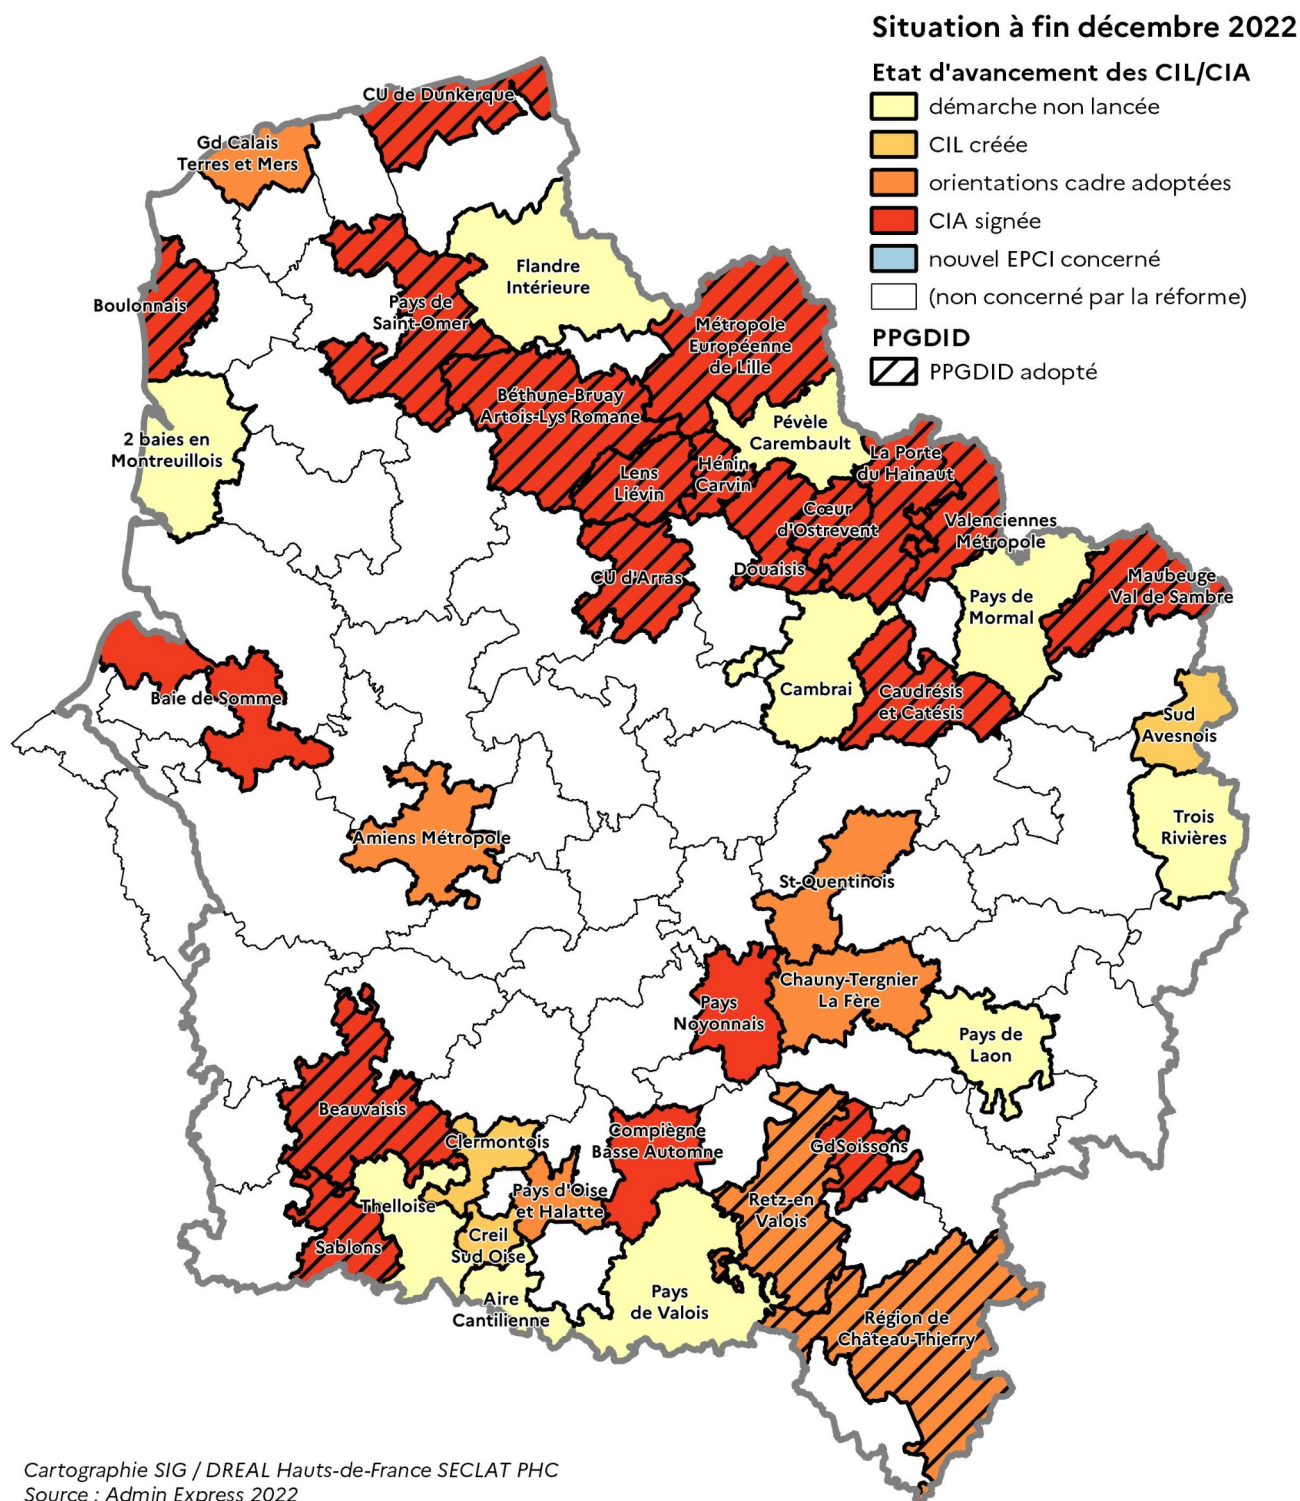 Situation à fin décembre 2022
Etat d'avancement des CIL/CIA
démarche non lancée
CIL créée
orientations cadre adoptées
CIA signée
nouvel EPCI concerné
(non concerné par la réforme)
PPGDID
PPGDID adopté
CU de Dunkerque
Gd Calais
Terres et Mers
Flandre
Intérieure
Boulonnais
Pays de
Saint-Omer
Métropole
Européenne
de Lille
Béthune-Bruay
Artois-Lys Romane
2 baies en
Montreuillois
Pévèle
Carembault
Lens
Liévin
Hénin
Carvin
La Porte
du Hainaut
Cœur
d'Ostrevent
Valenciennes
Métropole
Douaisis
CU d'Arras
Pays de
Mormal
Maubeuge
Val de Sambre
Baie de Somme
Cambrai
Caudrésis
et Catésis
Sud
Avesnois
Trois
Rivières
Amiens Métropole
St-Quentinois
Chauny-Tergnier
La Fère
Pays
Noyonnais
Pays de
Laon
Beauvaisis
Clermontois
Compiègne
Basse Automne
GdSoissons
Thelloise
Pays d'Oise
et Halatte
Retz-en
Valois
Sablons
Creil
Sud Oise
Aire
Cantilienne
Pays
de Valois
Région de
Château-Thierry
Cartographie SIG / DREAL Hauts-de-France SECLAT PHC
Source : Admin Express 2022